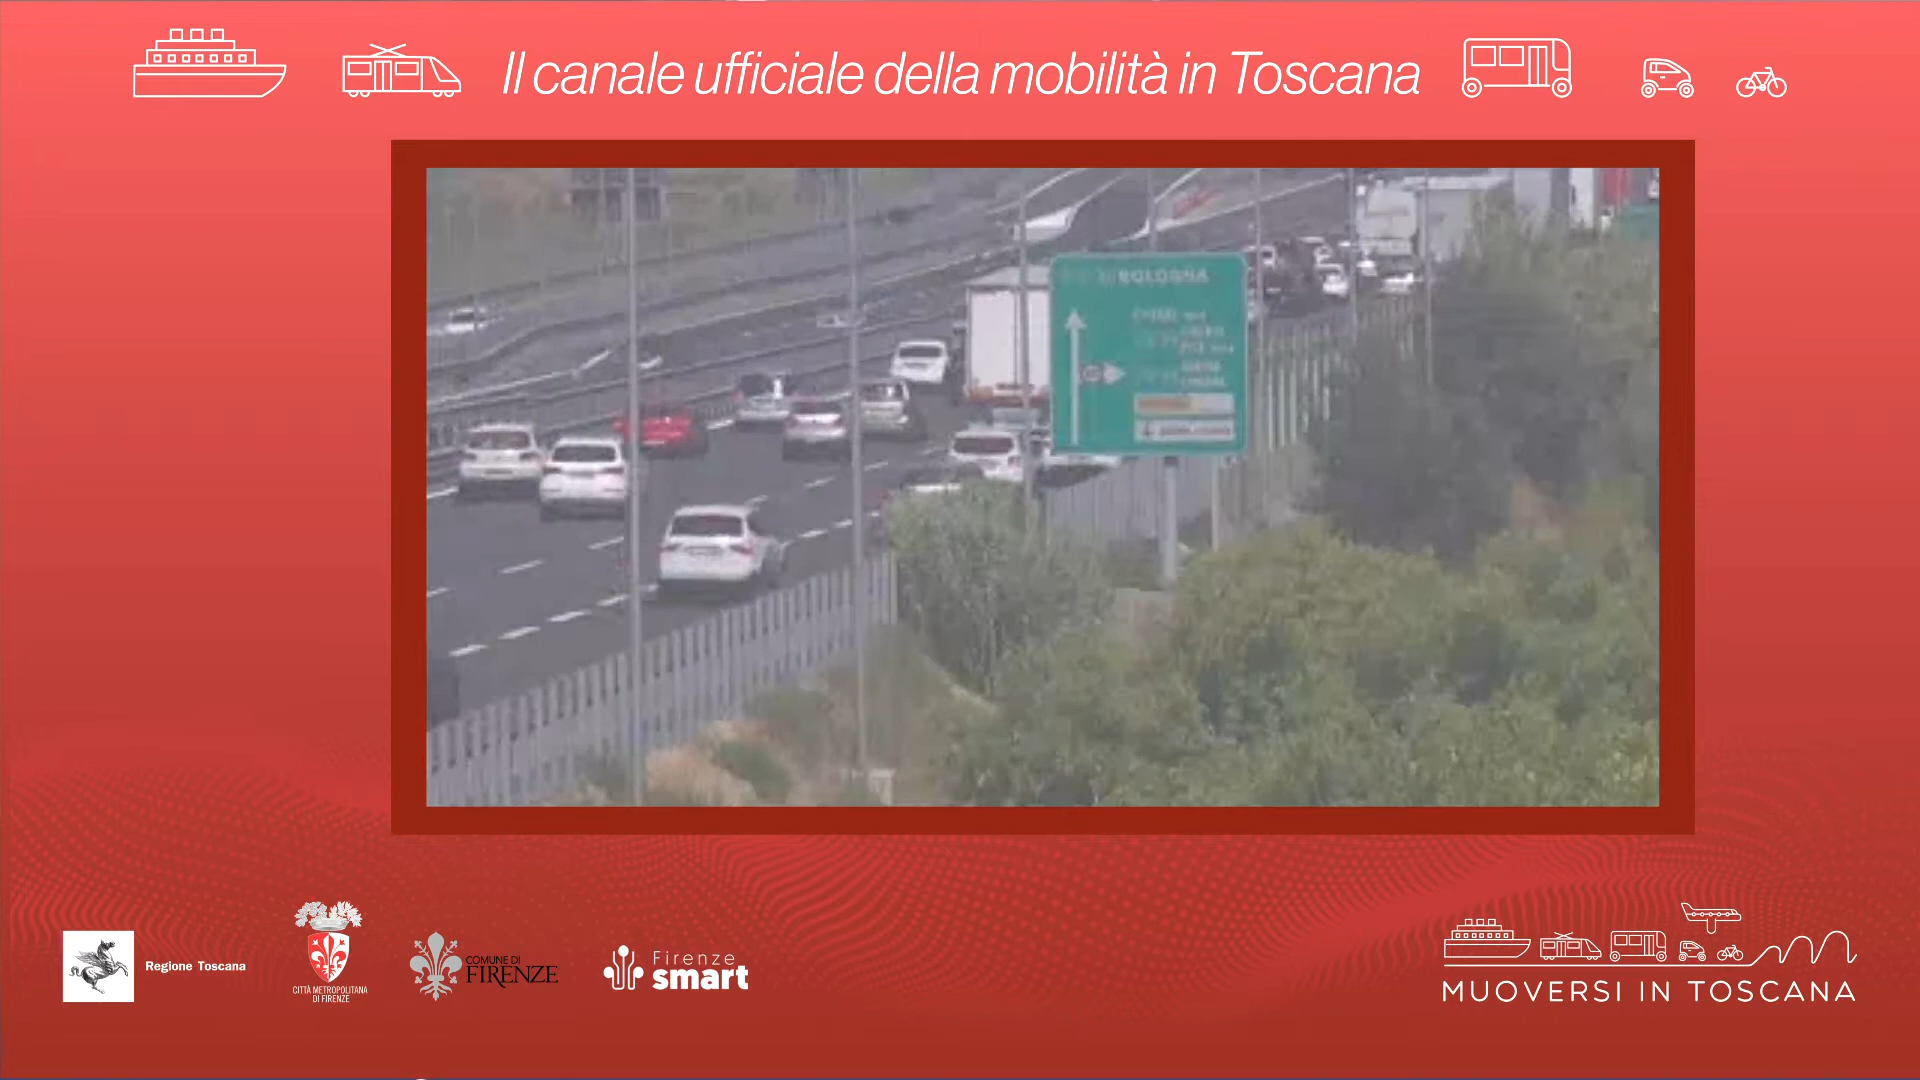 Il canale ufficiale della mobilità in Toscana
BOLOGNA
Regione Toscana
CITTÀ METROPOLITANA
DI FIRENZE
COMUNE DI
FIRENZE
Firenze
smart
MUOVERSI IN TOSCANA